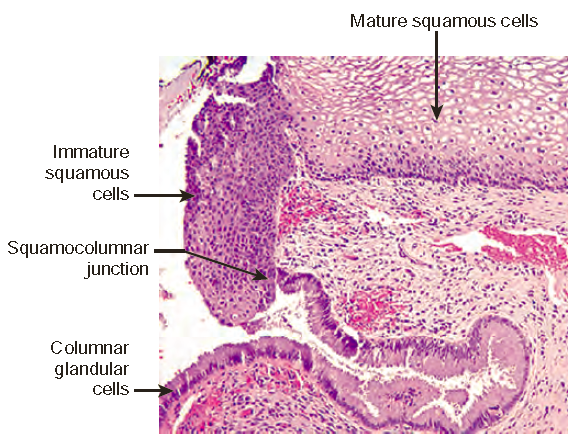 Mature squamous cells
Immature
squamous
cells
Squamocolumnar
junction
Columnar
glandular
cells